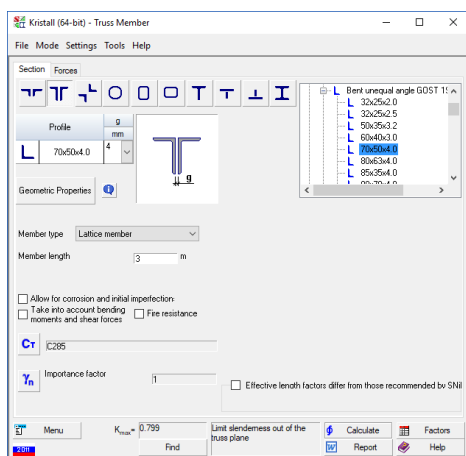 Kristall (64-bit) - Truss Member
File Mode Settings Tools Help
Section Forces
Bent unequal angle GOST
32x25x2.0
32x25x2.5
50x35x3.2
60x40x3.0
70x50x4.0
80x63x4.0
85x35x4.0
Profile
g
mm
70x50x4.0
4
g
Geometric Properties
Member type Lattice member
Member length 3 m
Allow for corrosion and initial imperfection:
Take into account bending
moments and shear forces
Fire resistance
Ст C285
γn Importance factor 1
Effective length factors differ from those recommended by SNiI
Menu
Kmax= 0.799
Find
Limit slenderness out of the
truss plane
Calculate Factors
Report Help
2011